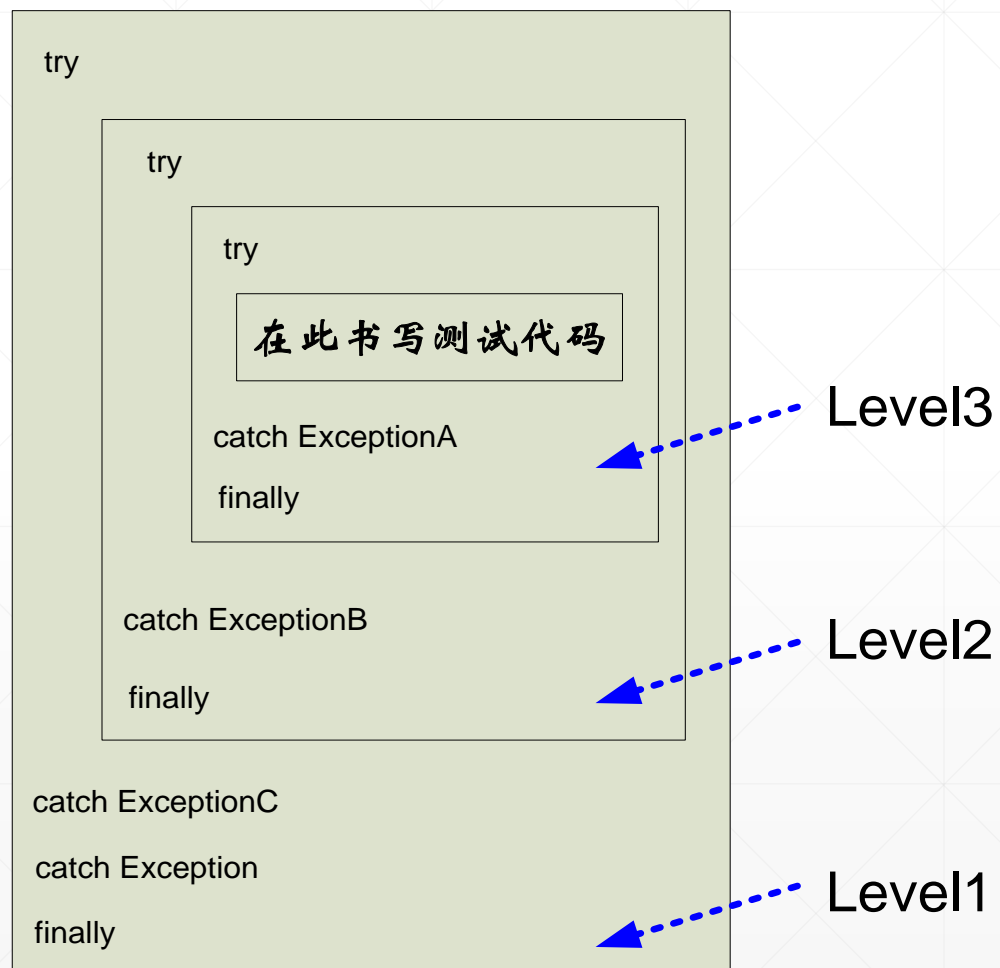 try
try
try
在此书写测试代码
Level3
catch ExceptionA
finally
catch ExceptionB
Level2
finally
catch ExceptionC
catch Exception
Level1
finally